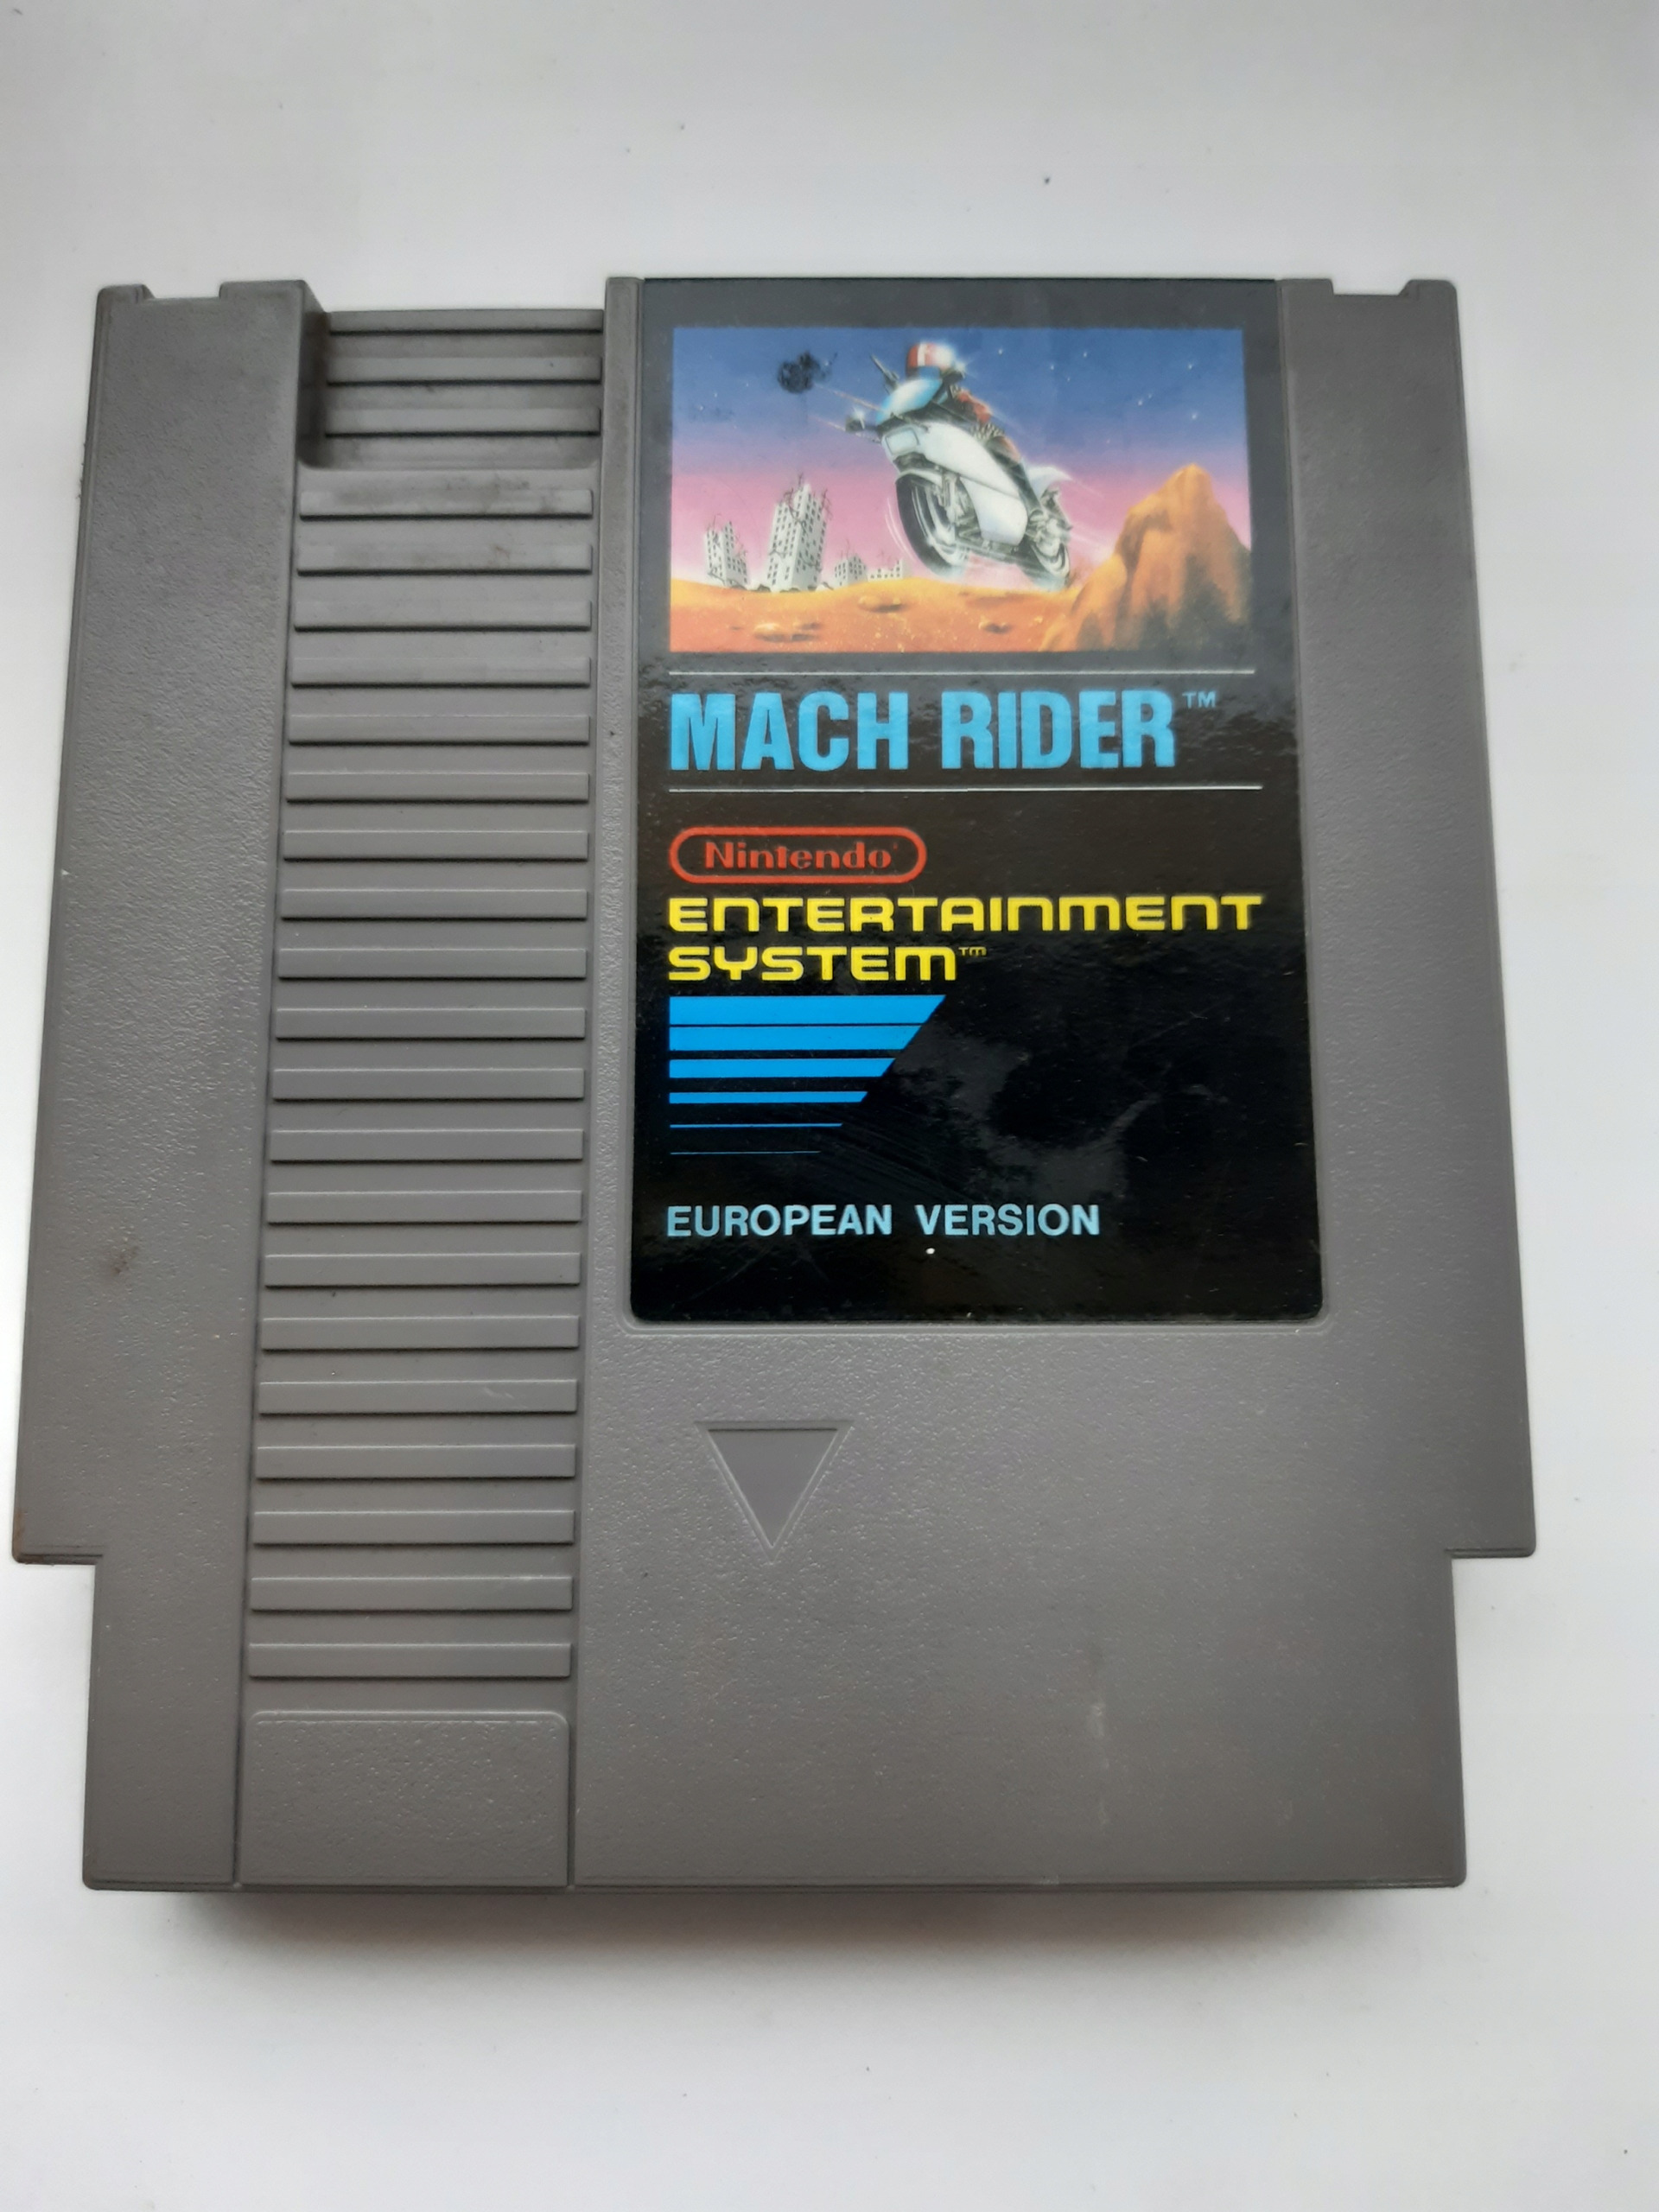 MACH RIDER™
Nintendo®
ENTERTAINMENT
SYSTEM™
EUROPEAN VERSION